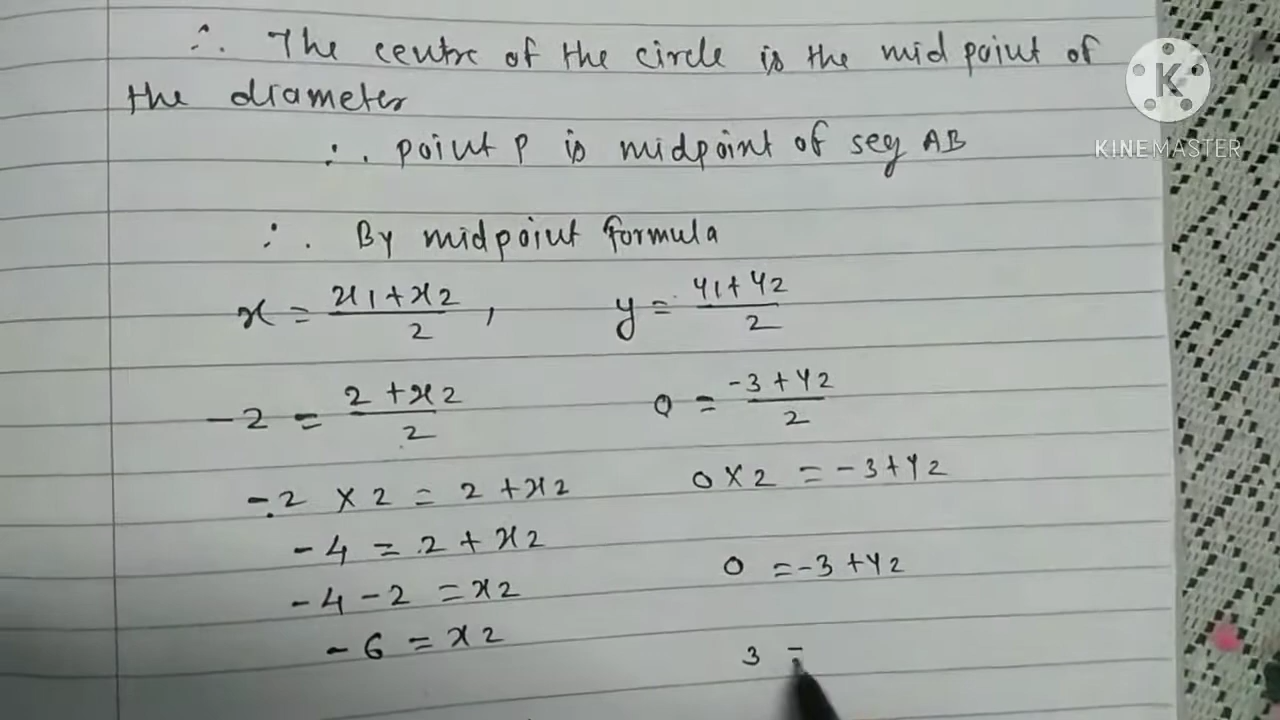 ∴ The centre of the circle is the mid point of
the diameter
∴ point P is midpoint of seg AB
K
KINEMASTER
∴ By midpoint formula
x = x1+x2/2 , y = y1+y2/2
-2 = 2+x2/2 0 = -3+y2/2
-2 × 2 = 2+x2 0×2 = -3+y2
-4 = 2+x2 0 = -3+y2
-4-2 = x2
-6 = x2 3 =